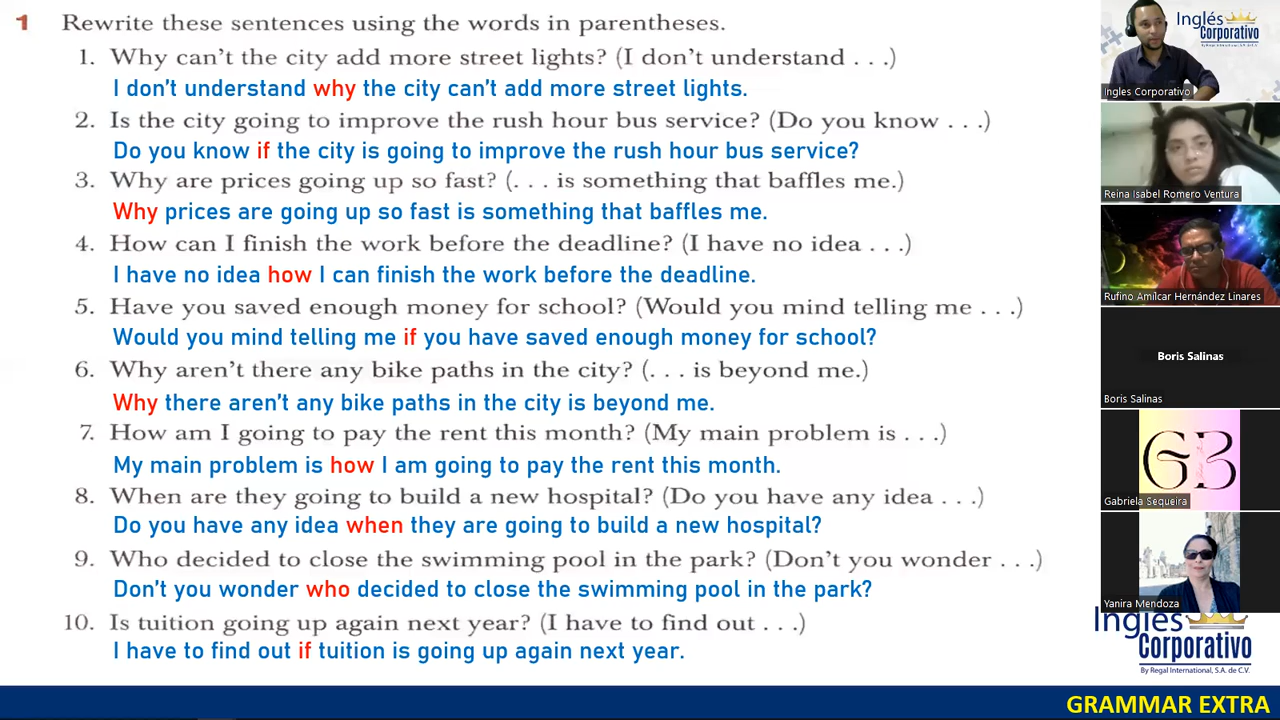 1 Rewrite these sentences using the words in parentheses.
1. Why can't the city add more street lights? (I don't understand . . .)
I don't understand why the city can't add more street lights.
2. Is the city going to improve the rush hour bus service? (Do you know . . .)
Do you know if the city is going to improve the rush hour bus service?
3. Why are prices going up so fast? (. . . is something that baffles me.)
Why prices are going up so fast is something that baffles me.
4. How can I finish the work before the deadline? (I have no idea . . .)
I have no idea how I can finish the work before the deadline.
5. Have you saved enough money for school? (Would you mind telling me . . .)
Would you mind telling me if you have saved enough money for school?
6. Why aren't there any bike paths in the city? (. . . is beyond me.)
Why there aren't any bike paths in the city is beyond me.
7. How am I going to pay the rent this month? (My main problem is . . .)
My main problem is how I am going to pay the rent this month.
8. When are they going to build a new hospital? (Do you have any idea . . .)
Do you have any idea when they are going to build a new hospital?
9. Who decided to close the swimming pool in the park? (Don't you wonder . . .)
Don't you wonder who decided to close the swimming pool in the park?
10. Is tuition going up again next year? (I have to find out . . .)
I have to find out if tuition is going up again next year.
Inglés
Corporativo
By Regal International, S.A. de C.V.
Ingles Corporativo
Reina Isabel Romero Ventura
Rufino Amílcar Hernández Linares
Boris Salinas
Boris Salinas
GB
Gabriela Sequeira
Yanira Mendoza
Inglés
Corporativo
By Regal International, S.A. de C.V.
GRAMMAR EXTRA